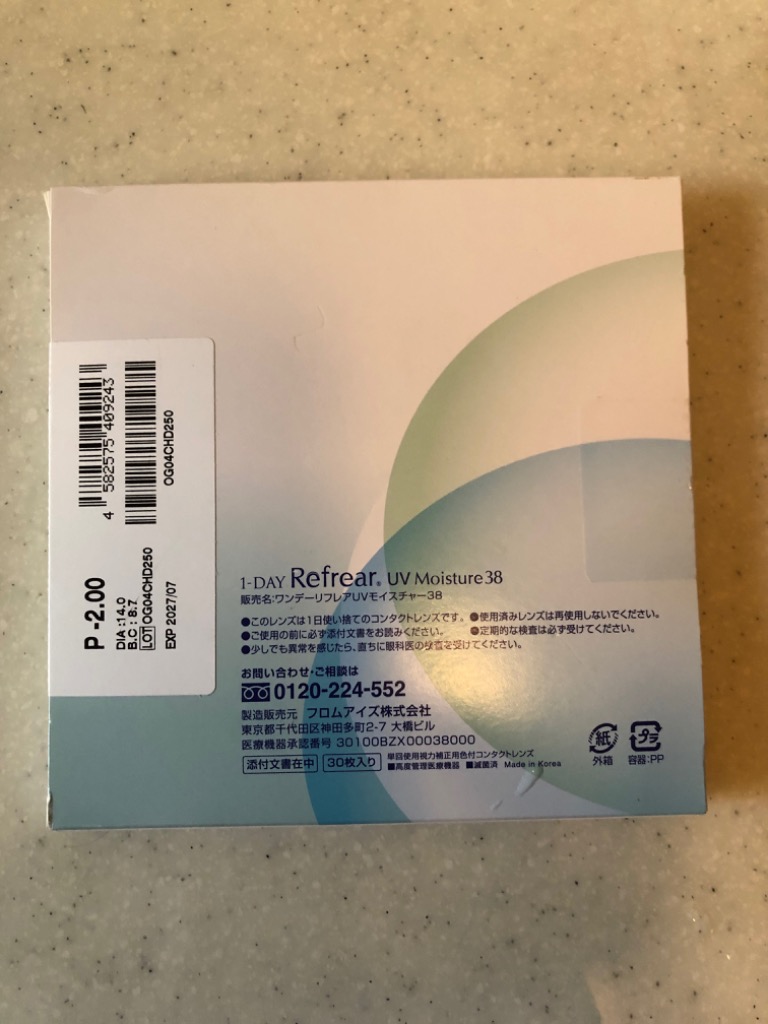 P -2.00
DIA :14.0
B.C : 8.7
LOT OG04CHD250
EXP 2027/07
4 582575 409243
OG04CHD250
1-DAY Refrear® UV Moisture38
販売名:ワンデーリフレアUVモイスチャー38
●このレンズは1日使い捨てのコンタクトレンズです。 ●使用済みレンズは再使用しないでください。
●ご使用の前に必ず添付文書をお読みください。 ●定期的な検査は必ず受けてください。
●少しでも異常を感じたら、直ちに眼科医の検査を受けてください。
お問い合わせ・ご相談は
0120-224-552
製造販売元 フロムアイズ株式会社
東京都千代田区神田多町2-7 大橋ビル
医療機器承認番号 30100BZX00038000
添付文書在中 30枚入り
単回使用視力補正用色付コンタクトレンズ
■高度管理医療機器 ■滅菌済 Made in Korea
紙 プラ
外箱 容器:PP